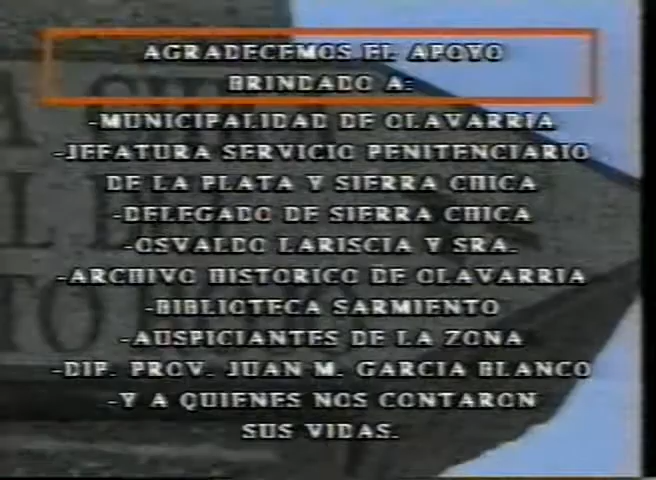 AGRADECEMOS EL APOYO
BRINDADO A:
-MUNICIPALIDAD DE OLAVARRIA
-JEFATURA SERVICIO PENITENCIARIO
DE LA PLATA Y SIERRA CHICA
-DELEGADO DE SIERRA CHICA
-OSVALDO LARISCIA Y SRA.
-ARCHIVO HISTORICO DE OLAVARRIA
-BIBLIOTECA SARMIENTO
-AUSPICIANTES DE LA ZONA
-DIP. PROV. JUAN M. GARCIA BLANCO
-Y A QUIENES NOS CONTARON
SUS VIDAS.